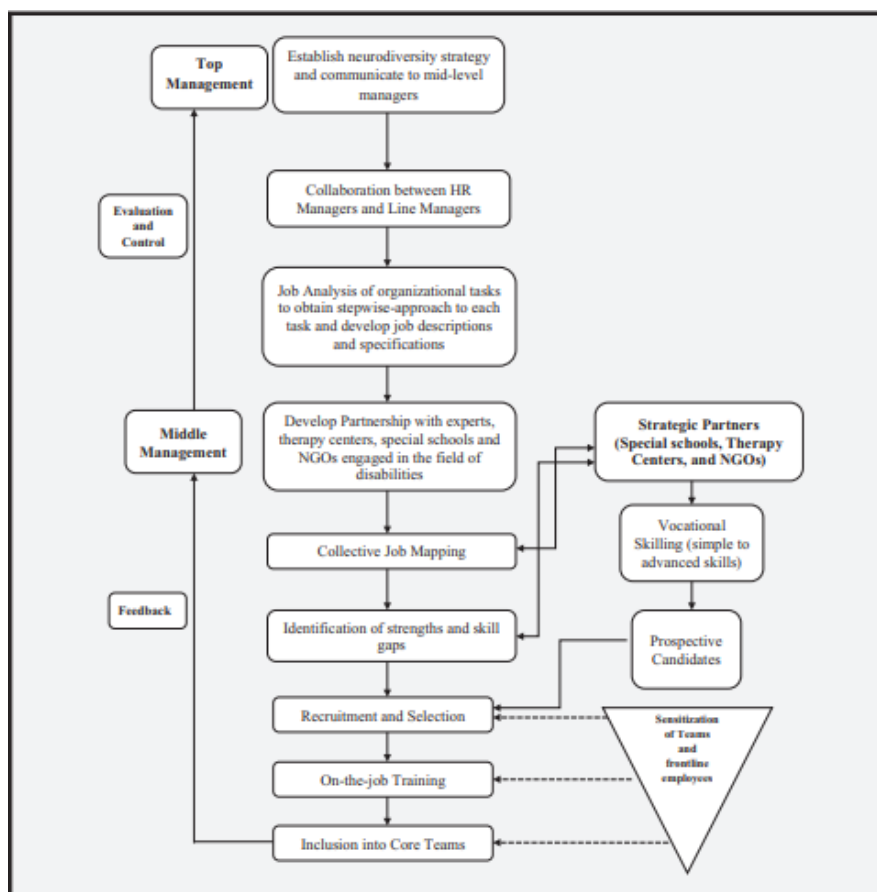 Top
Management
Establish neurodiversity strategy
and communicate to mid-level
managers
Collaboration between HR
Managers and Line Managers
Evaluation
and
Control
Job Analysis of organizational tasks
to obtain stepwise-approach to each
task and develop job descriptions
and specifications
Middle
Management
Develop Partnership with experts,
therapy centers, special schools and
NGOs engaged in the field of
disabilities
Strategic Partners
(Special schools, Therapy
Centers, and NGOs)
Vocational
Skilling (simple to
advanced skills)
Collective Job Mapping
Feedback
Identification of strengths and skill
gaps
Prospective
Candidates
Recruitment and Selection
Sensitization
of Teams
and
frontline
employees
On-the-job Training
Inclusion into Core Teams